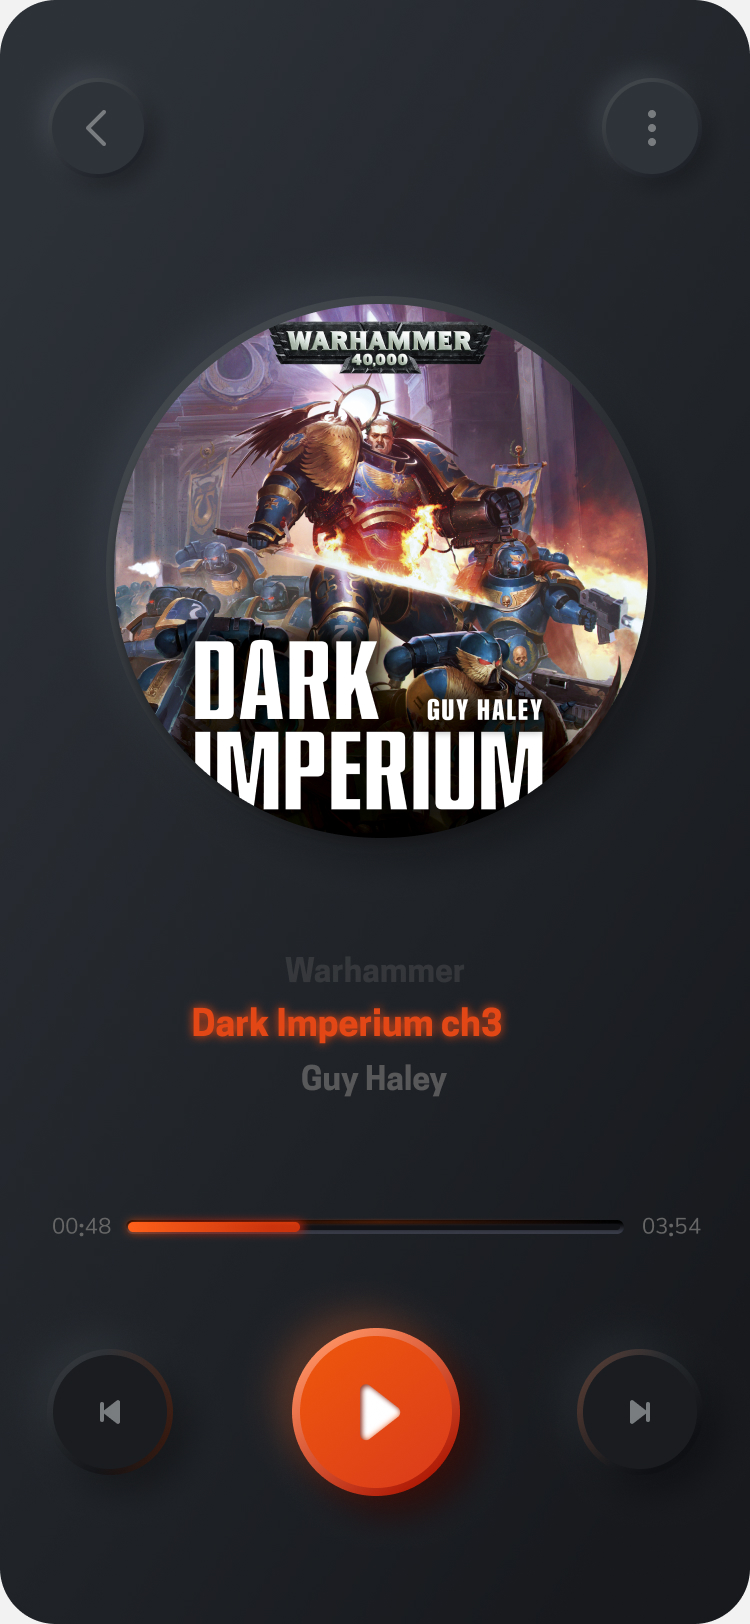 WARHAMMER
40,000
DARK
GUY HALEY
IMPERIUM
Warhammer
Dark Imperium ch3
Guy Haley
00:48
03:54